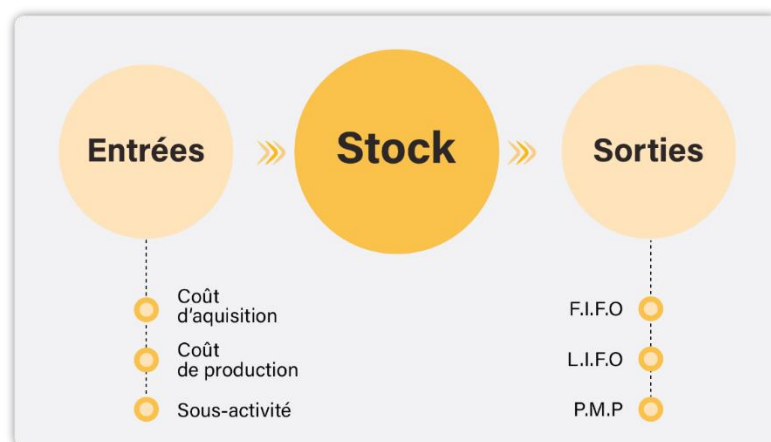 Entrées
Stock
Sorties
Coût
d'aquisition
Coût
de production
Sous-activité
F.I.F.O
L.I.F.O
P.M.P